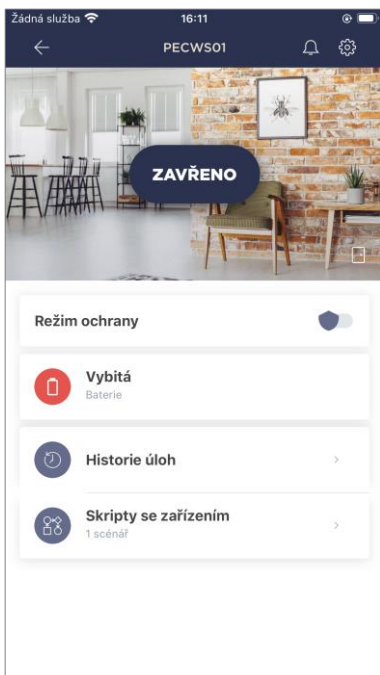 Žádná služba 16:11
PECWS01
ZAVŘENO
Režim ochrany
Vybitá
Baterie
Historie úloh
Skripty se zařízením
1 scénář